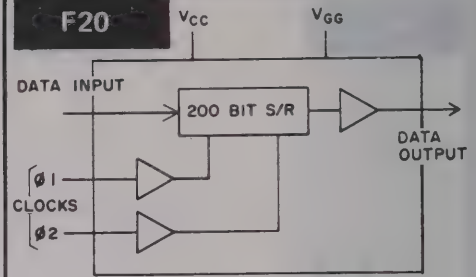 F20
VCC
VGG
DATA INPUT
200 BIT S/R
DATA
OUTPUT
Ø1
CLOCKS
Ø2